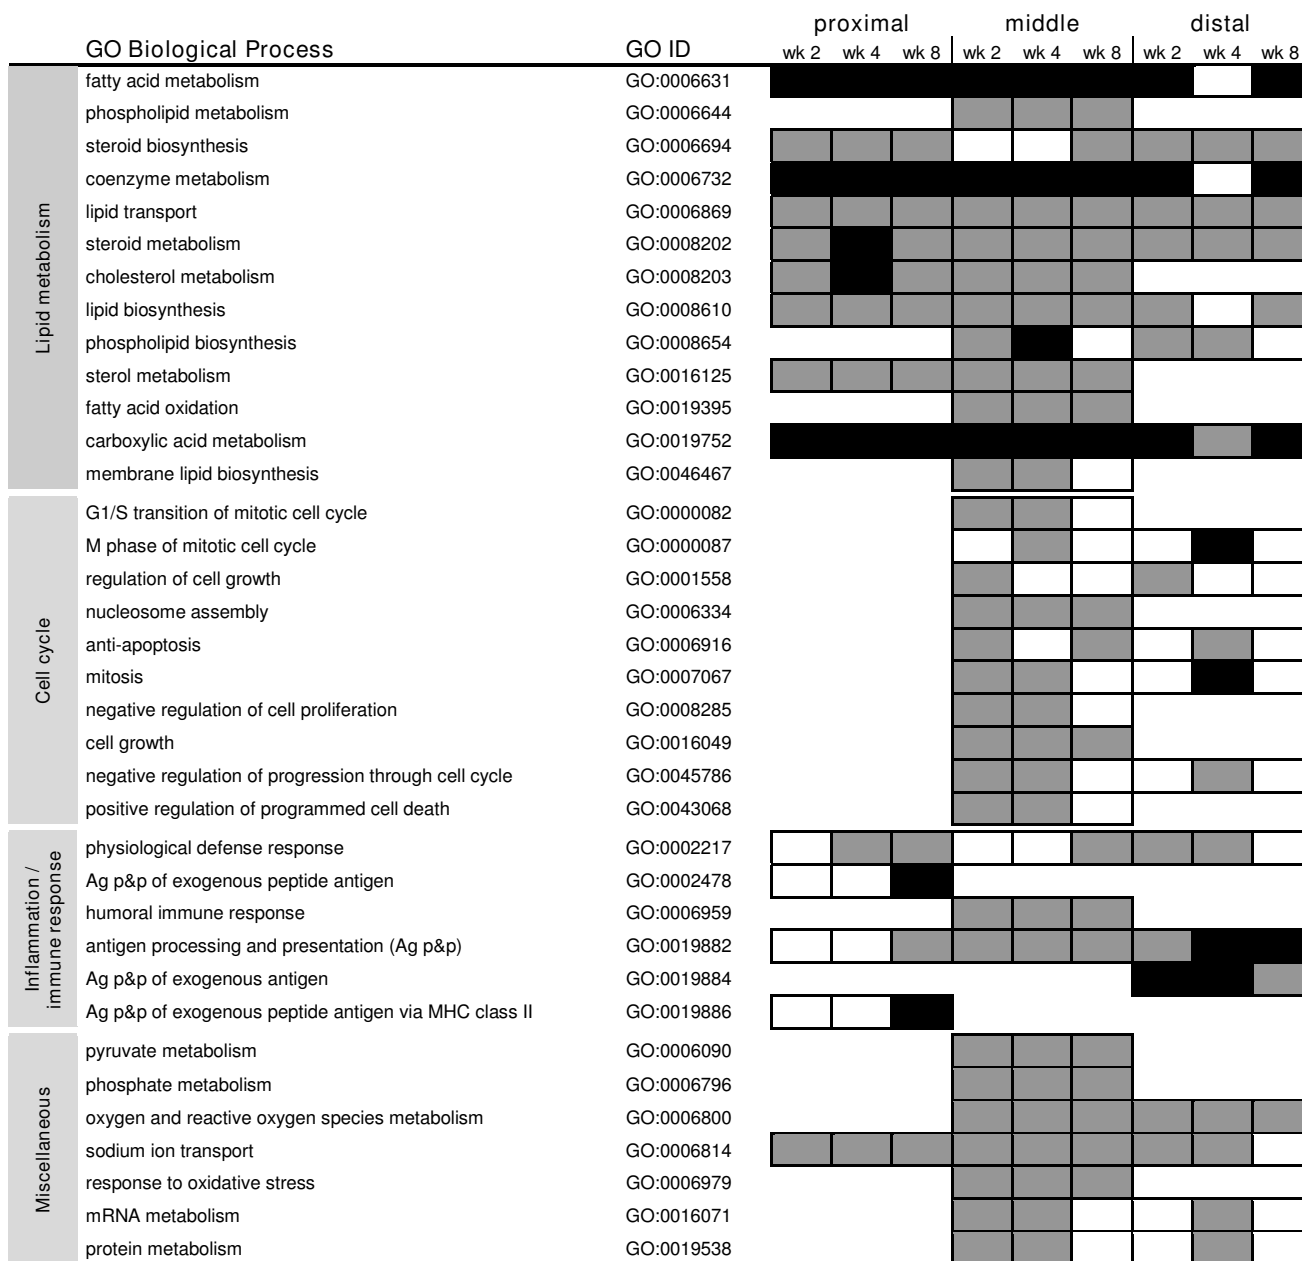 proximal middle distal
GO Biological Process GO ID wk 2 wk 4 wk 8 wk 2 wk 4 wk 8 wk 2 wk 4 wk 8
Lipid metabolism
fatty acid metabolism GO:0006631
phospholipid metabolism GO:0006644
steroid biosynthesis GO:0006694
coenzyme metabolism GO:0006732
lipid transport GO:0006869
steroid metabolism GO:0008202
cholesterol metabolism GO:0008203
lipid biosynthesis GO:0008610
phospholipid biosynthesis GO:0008654
sterol metabolism GO:0016125
fatty acid oxidation GO:0019395
carboxylic acid metabolism GO:0019752
membrane lipid biosynthesis GO:0046467
Cell cycle
G1/S transition of mitotic cell cycle GO:0000082
M phase of mitotic cell cycle GO:0000087
regulation of cell growth GO:0001558
nucleosome assembly GO:0006334
anti-apoptosis GO:0006916
mitosis GO:0007067
negative regulation of cell proliferation GO:0008285
cell growth GO:0016049
negative regulation of progression through cell cycle GO:0045786
positive regulation of programmed cell death GO:0043068
Inflammation /
immune response
physiological defense response GO:0002217
Ag p&p of exogenous peptide antigen GO:0002478
humoral immune response GO:0006959
antigen processing and presentation (Ag p&p) GO:0019882
Ag p&p of exogenous antigen GO:0019884
Ag p&p of exogenous peptide antigen via MHC class II GO:0019886
Miscellaneous
pyruvate metabolism GO:0006090
phosphate metabolism GO:0006796
oxygen and reactive oxygen species metabolism GO:0006800
sodium ion transport GO:0006814
response to oxidative stress GO:0006979
mRNA metabolism GO:0016071
protein metabolism GO:0019538